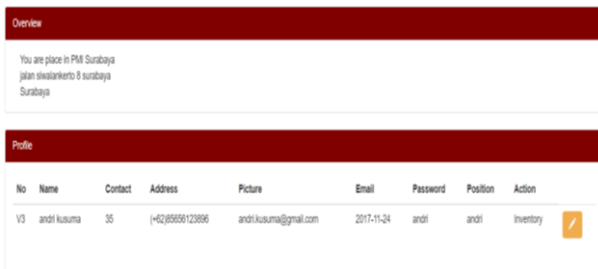 Overview
You are place in PMI Surabaya
jalan siwalankerto 8 surabaya
Surabaya
Profile
No Name Contact Address Picture Email Password Position Action
V3 andri kusuma 35 (+62)85656123896 andri.kusuma@gmail.com 2017-11-24 andri andri Inventory